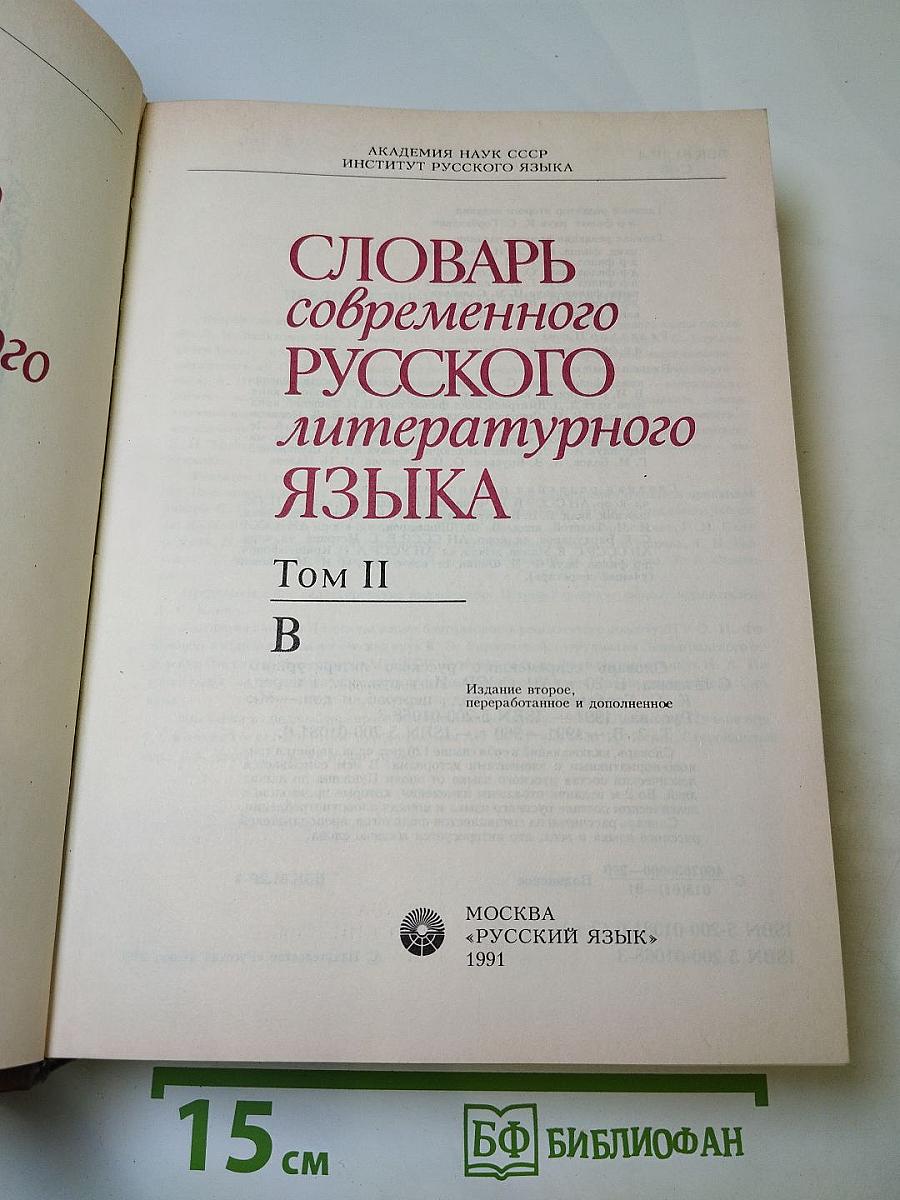 АКАДЕМИЯ НАУК СССР
ИНСТИТУТ РУССКОГО ЯЗЫКА
СЛОВАРЬ
современного
РУССКОГО
литературного
ЯЗЫКА
Том II
В
Издание второе,
переработанное и дополненное
МОСКВА
«РУССКИЙ ЯЗЫК»
1991
15 см
БФ БИБЛИОФАН